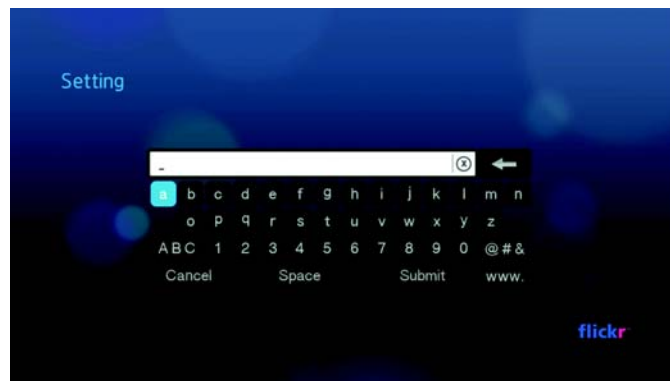 Setting
_
a b c d e f g h i j k l m n
o p q r s t u v w x y z
ABC 1 2 3 4 5 6 7 8 9 0 @#&
Cancel Space Submit www.
flickr